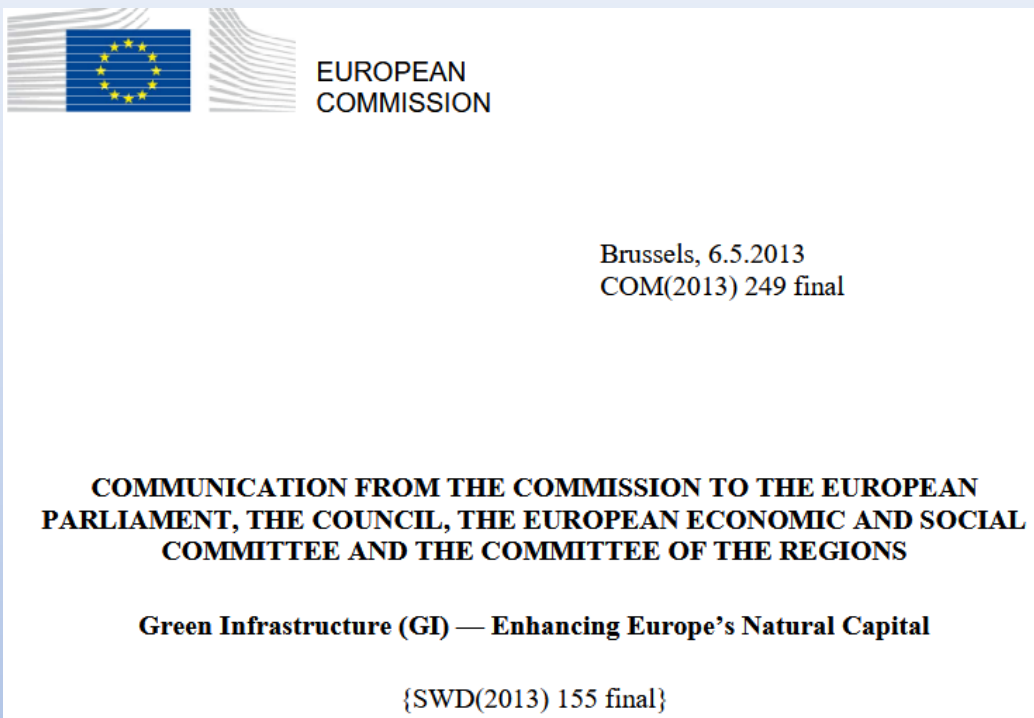 EUROPEAN
COMMISSION
Brussels, 6.5.2013
COM(2013) 249 final
COMMUNICATION FROM THE COMMISSION TO THE EUROPEAN
PARLIAMENT, THE COUNCIL, THE EUROPEAN ECONOMIC AND SOCIAL
COMMITTEE AND THE COMMITTEE OF THE REGIONS
Green Infrastructure (GI) — Enhancing Europe’s Natural Capital
{SWD(2013) 155 final}